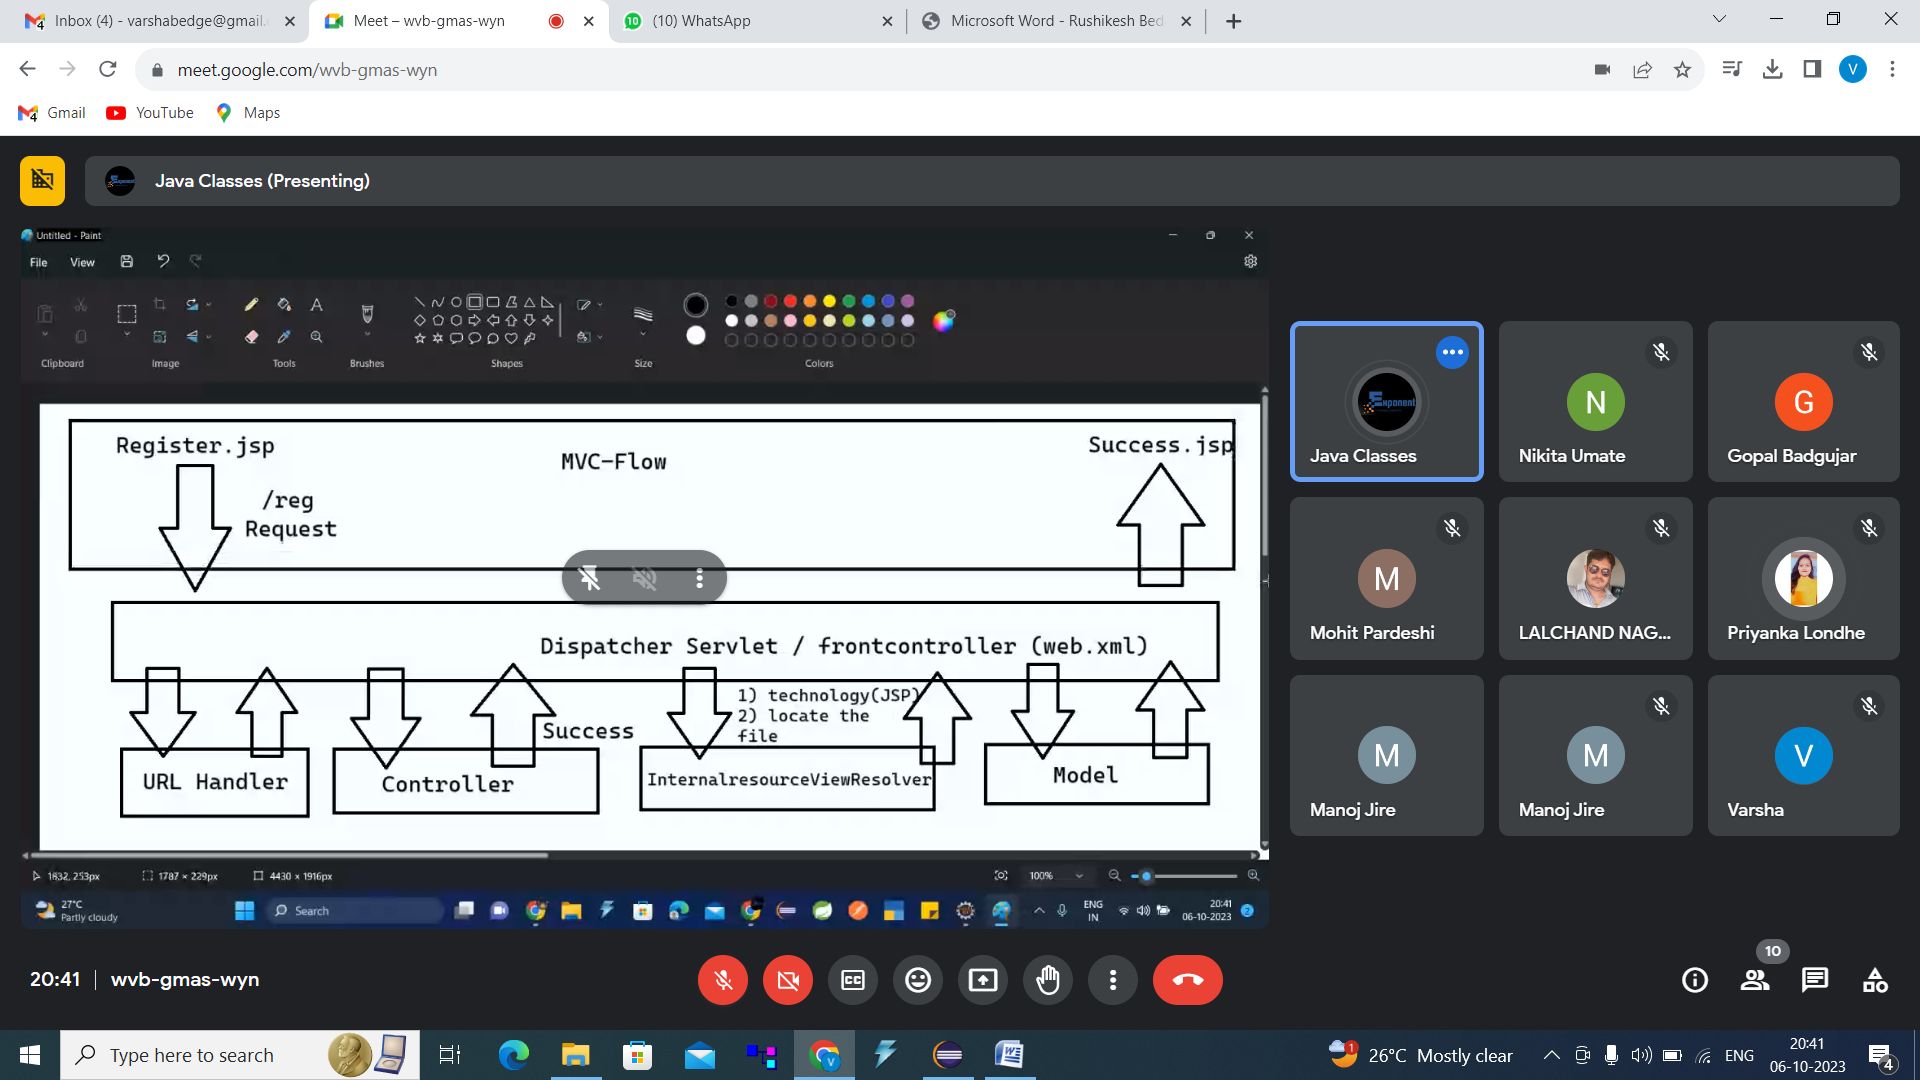 Inbox (4) - varshabedge@gmail.
Meet – wvb-gmas-wyn
(10) WhatsApp
Microsoft Word - Rushikesh Bed
meet.google.com/wvb-gmas-wyn
V
Gmail
YouTube
Maps
Java Classes (Presenting)
Untitled - Paint
File
View
Clipboard
Image
Tools
Brushes
Shapes
Size
Colors
Register.jsp
MVC-Flow
Success.jsp
/reg
Request
Dispatcher Servlet / frontcontroller (web.xml)
1) technology(JSP)
2) locate the
file
Success
URL Handler
Controller
InternalresourceViewResolver
Model
1832, 253px
1787 × 229px
4430 × 1916px
100%
27°C
Partly cloudy
Search
ENG
IN
20:41
06-10-2023
2
Exponent
Java Classes
N
Nikita Umate
G
Gopal Badgujar
M
Mohit Pardeshi
LALCHAND NAG...
Priyanka Londhe
M
Manoj Jire
M
Manoj Jire
V
Varsha
20:41
wvb-gmas-wyn
10
Type here to search
1
26°C Mostly clear
ENG
20:41
06-10-2023
4